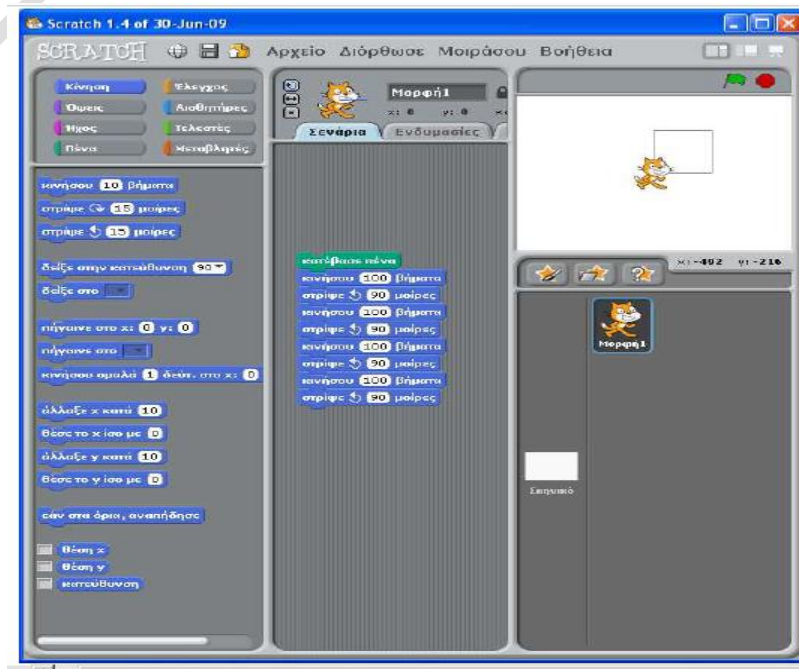 Scratch 1.4 of 30-Jun-09
SCRATCH Αρχείο Διόρθωσε Μοιράσου Βοήθεια
Κίνηση Έλεγχος
Όψεις Αισθητήρες
Ήχος Τελεστές
Πένα Μεταβλητές
κινήσου 10 βήματα
στρίψε 15 μοίρες
στρίψε 15 μοίρες
δείξε στην κατεύθυνση 90
δείξε στο
πήγαινε στο x: 0 y: 0
πήγαινε στο
κινήσου ομαλά 1 δεύτ. στο x: 0
άλλαξε x κατά 10
θέσε το x ίσο με 0
άλλαξε y κατά 10
θέσε το y ίσο με 0
εάν στα όρια, αναπήδησε
θέση x
θέση y
κατεύθυνση
Μορφή1
x: 0 y: 0
Σενάρια Ενδυμασίες
κατέβασε πένα
κινήσου 100 βήματα
στρίψε 90 μοίρες
κινήσου 100 βήματα
στρίψε 90 μοίρες
κινήσου 100 βήματα
στρίψε 90 μοίρες
κινήσου 100 βήματα
στρίψε 90 μοίρες
x: -492 y: -216
Μορφή1
Σκηνικό